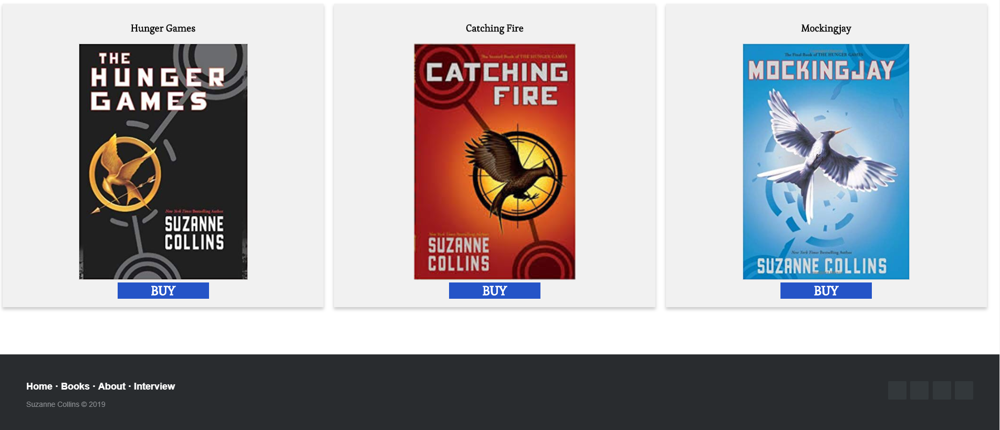 Hunger Games
THE
HUNGER
GAMES
New York Times Bestselling Author
SUZANNE
COLLINS
BUY
Catching Fire
The Second Book of THE HUNGER GAMES
CATCHING
FIRE
New York Times Bestselling Author
SUZANNE
COLLINS
BUY
Mockingjay
The Final Book of THE HUNGER GAMES
MOCKINGJAY
New York Times Bestselling Author
SUZANNE COLLINS
BUY
Home · Books · About · Interview
Suzanne Collins © 2019